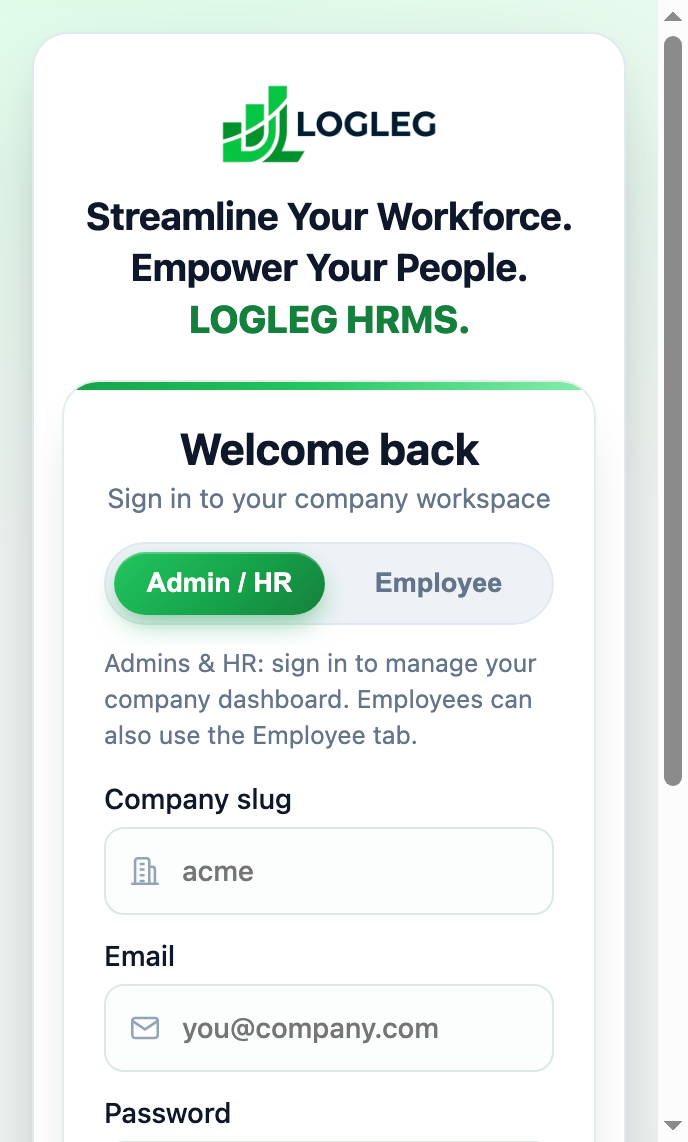 LOGLEG
Streamline Your Workforce.
Empower Your People.
LOGLEG HRMS.
Welcome back
Sign in to your company workspace
Admin / HR
Employee
Admins & HR: sign in to manage your
company dashboard. Employees can
also use the Employee tab.
Company slug
acme
Email
you@company.com
Password